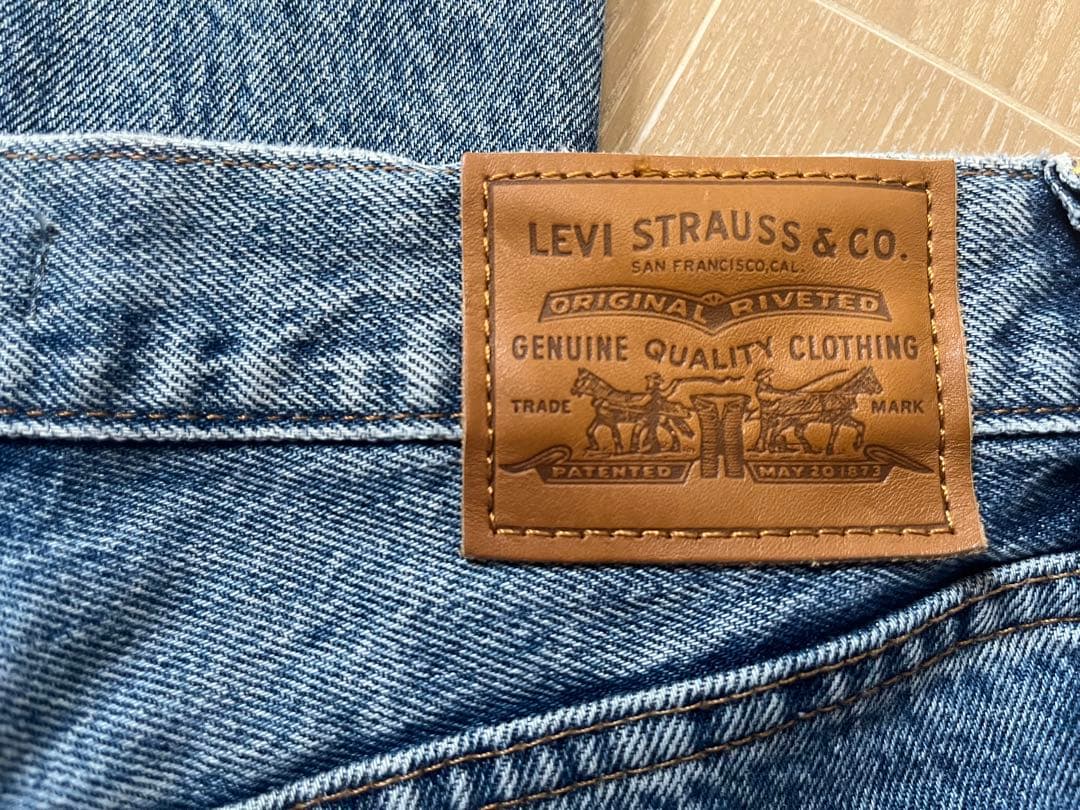 LEVI STRAUSS & CO.
SAN FRANCISCO, CAL.
ORIGINAL RIVETED
GENUINE QUALITY CLOTHING
TRADE MARK
PATENTED MAY 20 1873